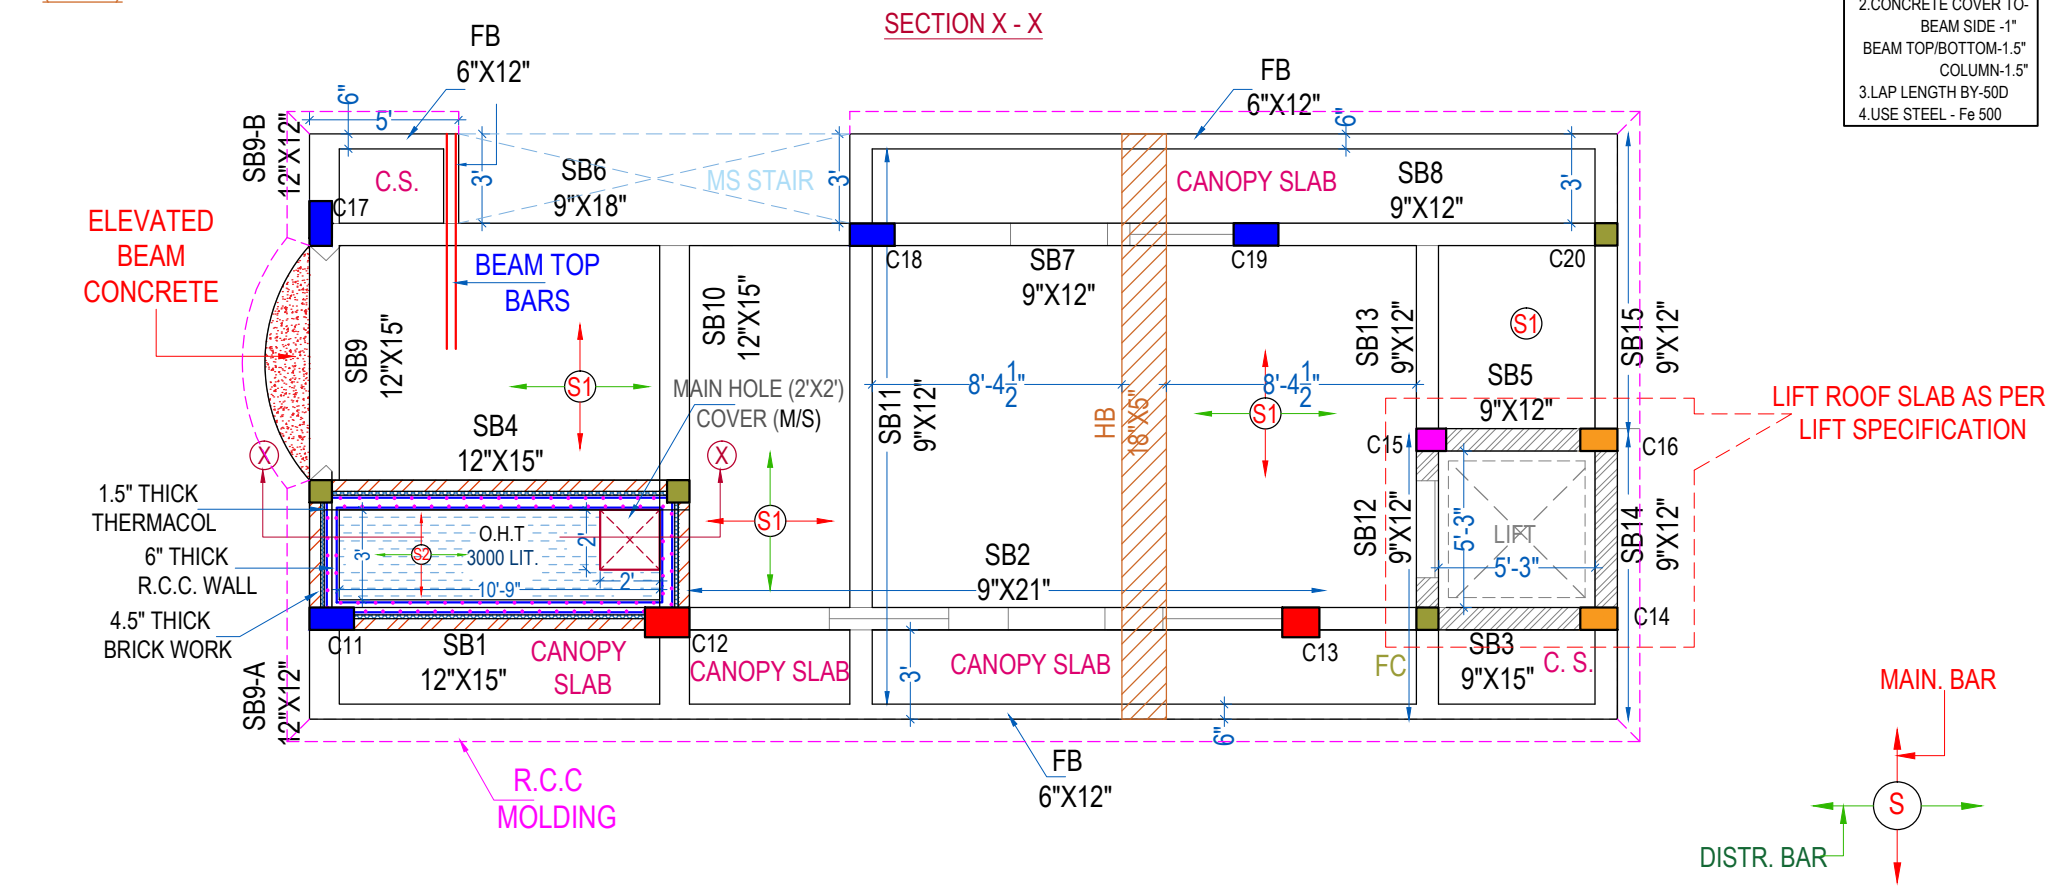 SECTION X - X
2.CONCRETE COVER TO-
BEAM SIDE -1"
BEAM TOP/BOTTOM-1.5"
COLUMN-1.5"
3.LAP LENGTH BY-50D
4.USE STEEL - Fe 500
FB
6"X12"
FB
6"X12"
6"
5'
6"
SB9-B
12"X12"
C.S.
3'
SB6
9"X18"
MS STAIR
3'
CANOPY SLAB
SB8
9"X12"
3'
C17
ELEVATED
BEAM
CONCRETE
BEAM TOP
BARS
C18
SB7
9"X12"
C19
C20
SB9
12"X15"
SB10
12"X15"
S1
SB13
9"X12"
S1
SB15
9"X12"
MAIN HOLE (2'X2')
COVER (M/S)
SB11
9"X12"
8'-4 1/2"
HB
18"X5"
8'-4 1/2"
S1
SB5
9"X12"
LIFT ROOF SLAB AS PER
LIFT SPECIFICATION
SB4
12"X15"
X
X
C15
C16
1.5" THICK
THERMACOL
6" THICK
R.C.C. WALL
4.5" THICK
BRICK WORK
3'
S2
O.H.T
3000 LIT.
10'-9"
2'
2'
S1
SB2
9"X21"
SB12
9"X12"
5'-3"
LIFT
5'-3"
SB14
9"X12"
C11
SB1
12"X15"
CANOPY
SLAB
C12
CANOPY SLAB
3'
CANOPY SLAB
C13
FC
SB3
9"X15"
C. S.
C14
SB9-A
12"X12"
6"
FB
6"X12"
R.C.C
MOLDING
MAIN. BAR
S
DISTR. BAR